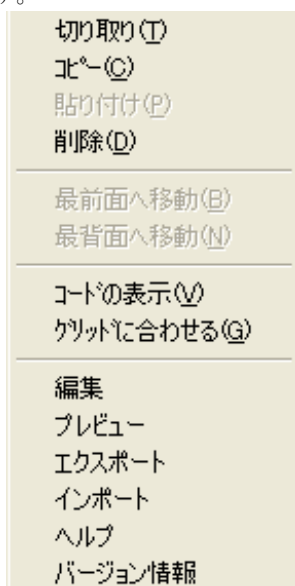 す。
切り取り(T)
ｺﾋﾟｰ(C)
貼り付け(P)
削除(D)
最前面へ移動(B)
最背面へ移動(N)
ｺｰﾄﾞの表示(V)
ｸﾞﾘｯﾄﾞに合わせる(G)
編集
プレビュー
エクスポート
インポート
ヘルプ
バージョン情報